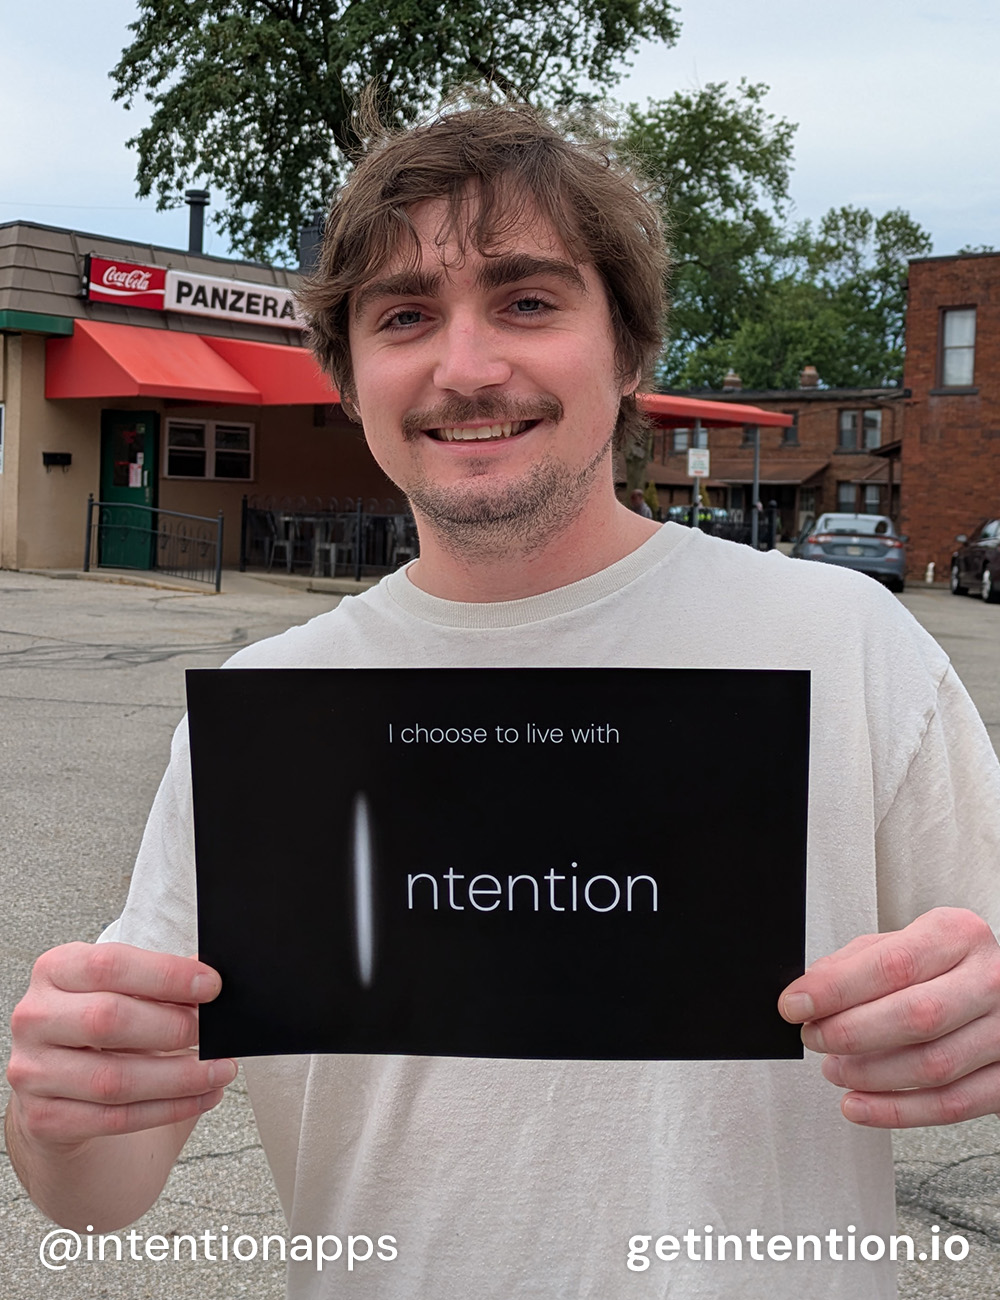 Coca-Cola
PANZERA
I choose to live with
ntention
@intentionapps
getintention.io